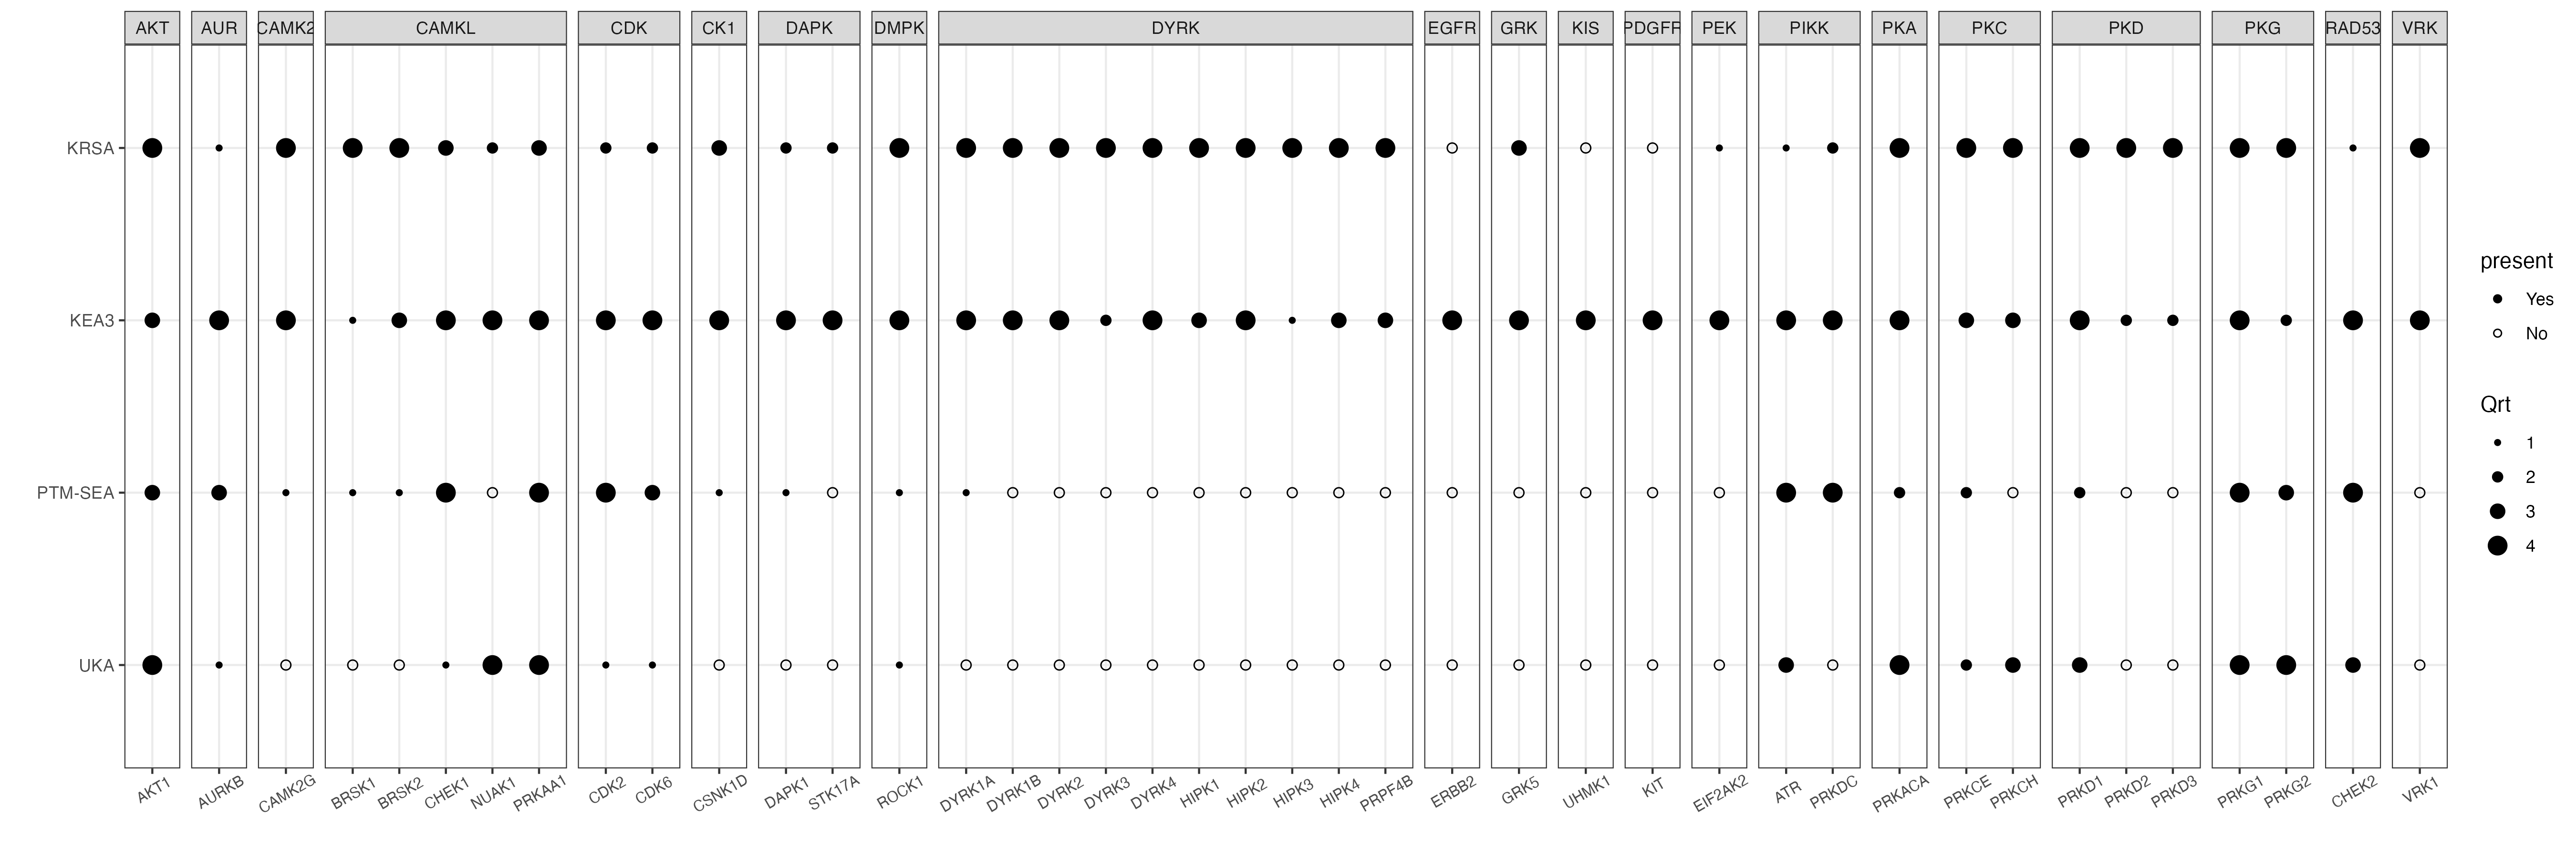 AKT AUR CAMK2 CAMKL CDK CK1 DAPK DMPK DYRK EGFR GRK KIS PDGFR PEK PIKK PKA PKC PKD PKG RAD53 VRK
KRSA
KEA3
PTM-SEA
UKA
AKT1 AURKB CAMK2G BRSK1 BRSK2 CHEK1 NUAK1 PRKAA1 CDK2 CDK6 CSNK1D DAPK1 STK17A ROCK1 DYRK1A DYRK1B DYRK2 DYRK3 DYRK4 HIPK1 HIPK2 HIPK3 HIPK4 PRPF4B ERBB2 GRK5 UHMK1 KIT EIF2AK2 ATR PRKDC PRKACA PRKCE PRKCH PRKD1 PRKD2 PRKD3 PRKG1 PRKG2 CHEK2 VRK1
present
Yes
No
Qrt
1
2
3
4